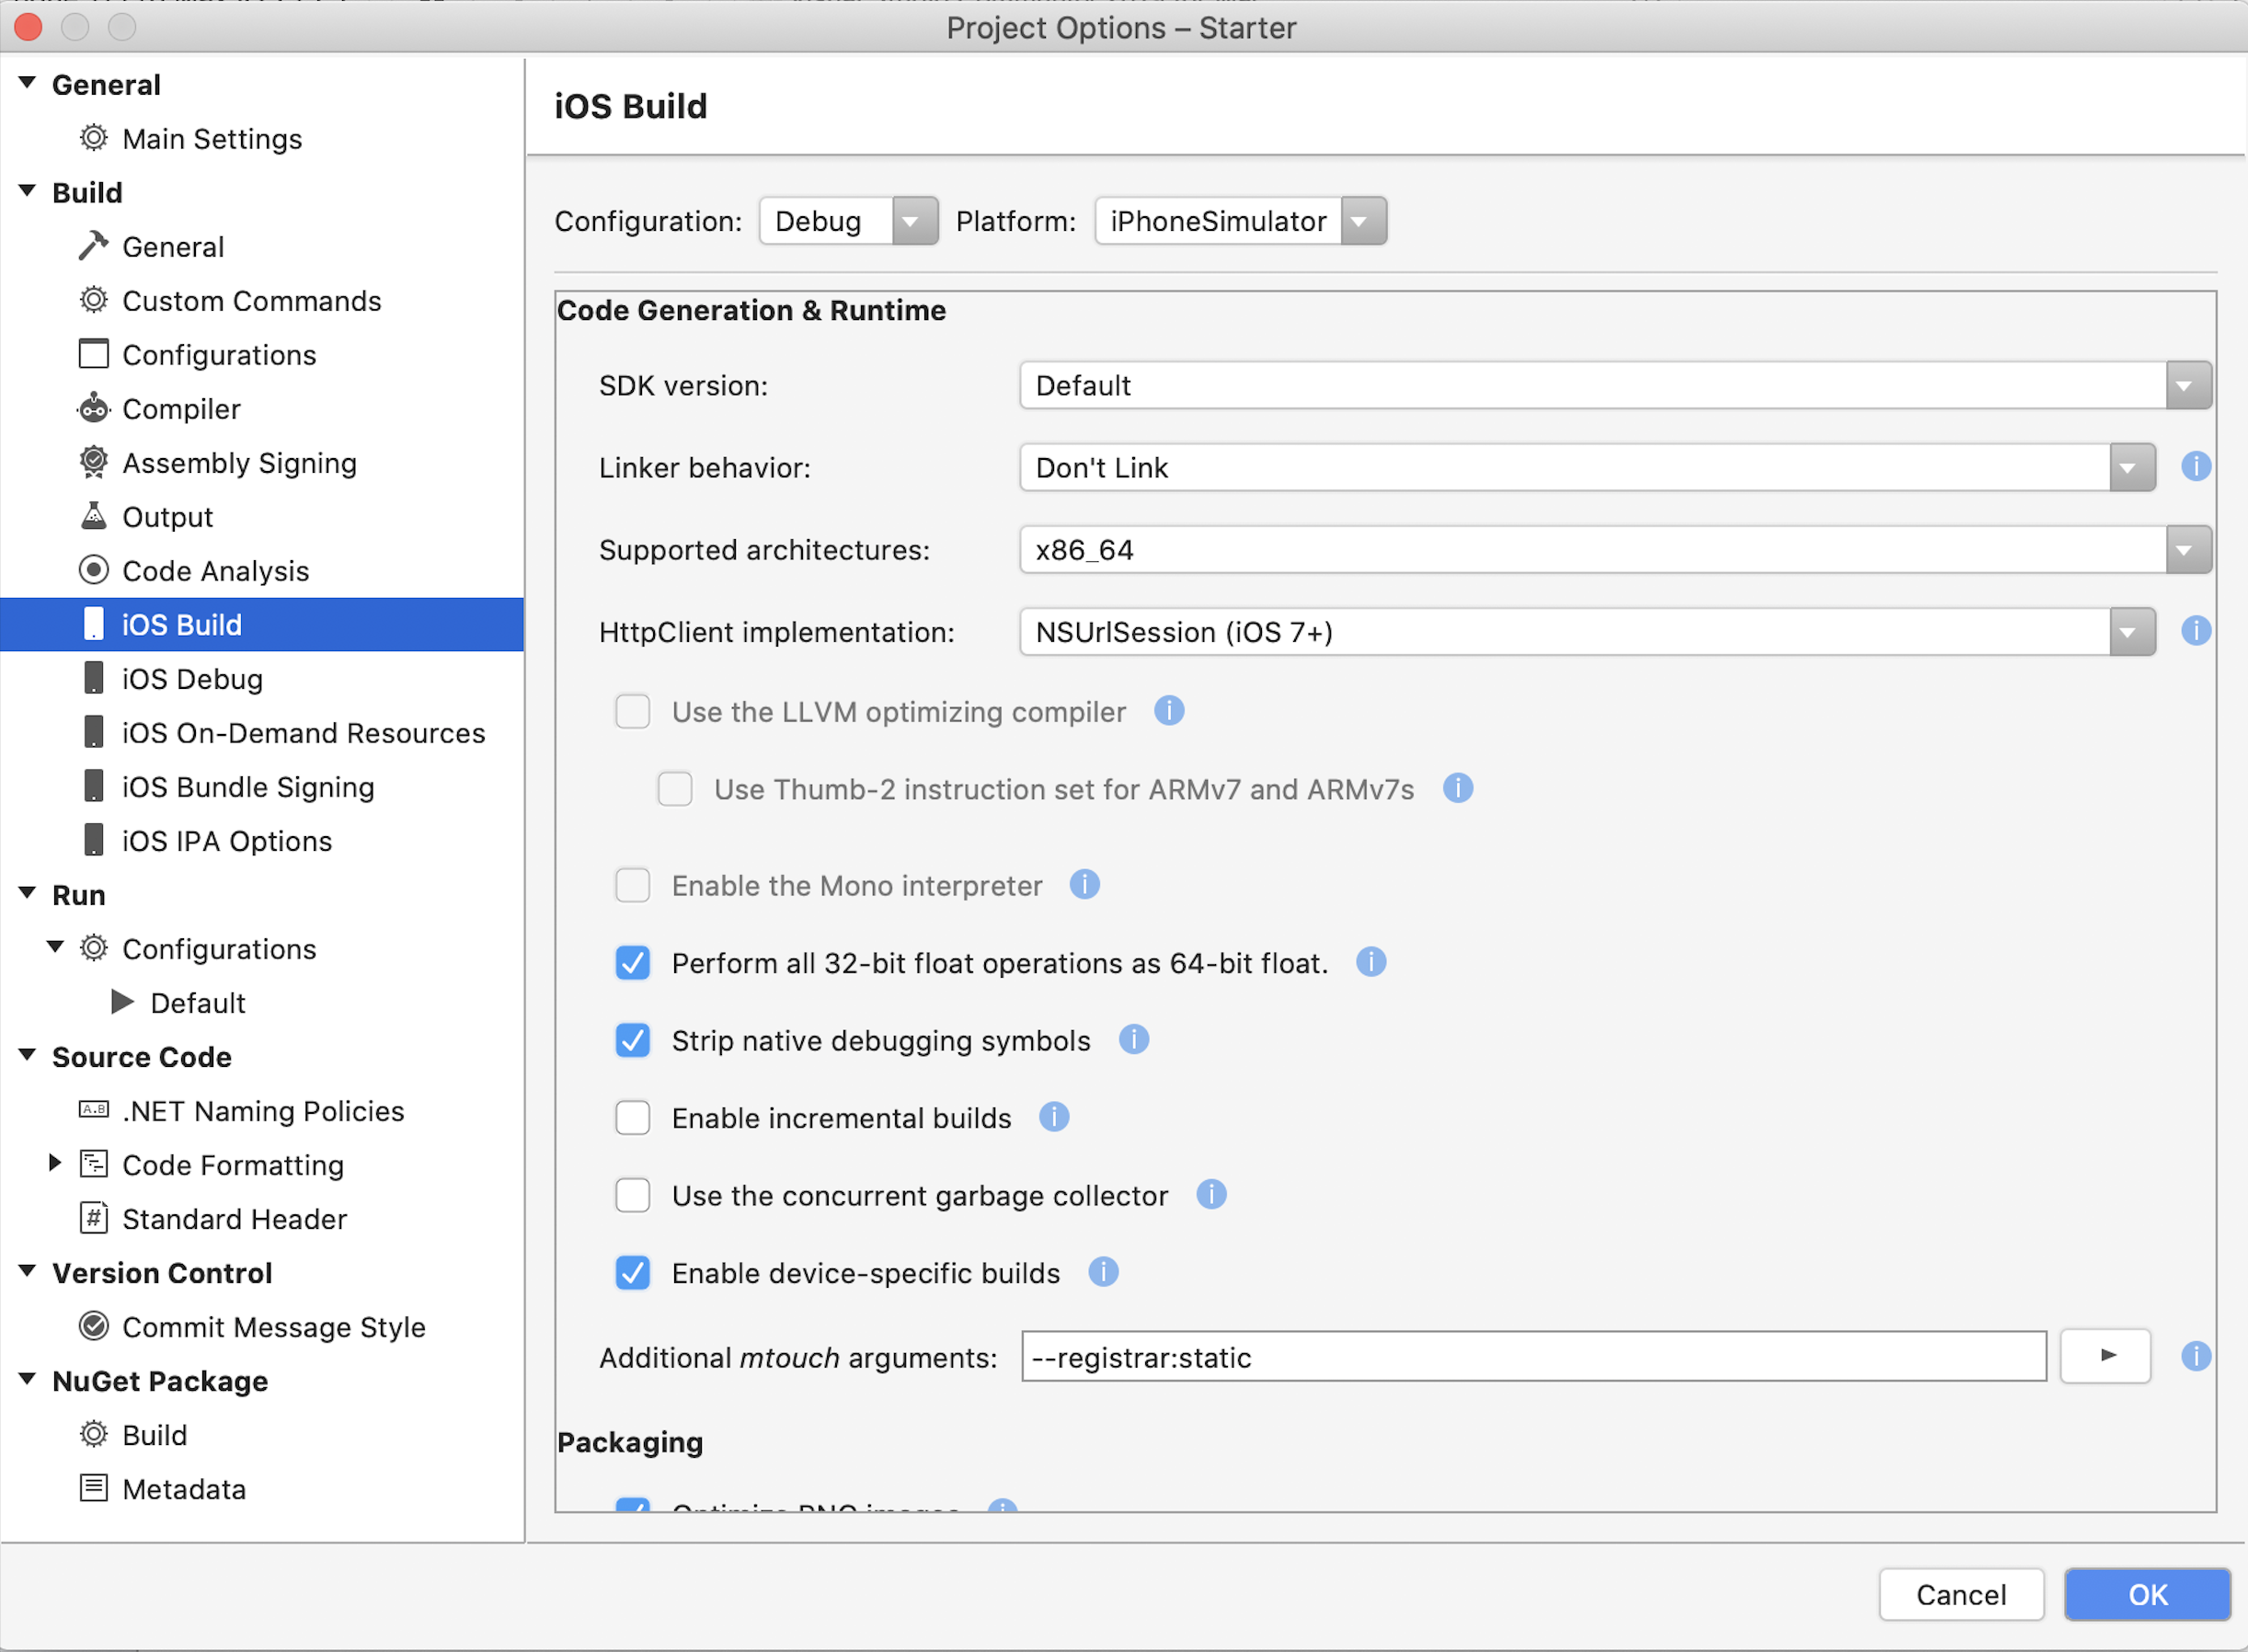 Project Options – Starter
General
Main Settings
Build
General
Custom Commands
Configurations
Compiler
Assembly Signing
Output
Code Analysis
iOS Build
iOS Debug
iOS On-Demand Resources
iOS Bundle Signing
iOS IPA Options
Run
Configurations
Default
Source Code
A.B .NET Naming Policies
Code Formatting
# Standard Header
Version Control
Commit Message Style
NuGet Package
Build
Metadata
iOS Build
Configuration: Debug Platform: iPhoneSimulator
Code Generation & Runtime
SDK version: Default
Linker behavior: Don't Link
Supported architectures: x86_64
HttpClient implementation: NSUrlSession (iOS 7+)
Use the LLVM optimizing compiler
Use Thumb-2 instruction set for ARMv7 and ARMv7s
Enable the Mono interpreter
Perform all 32-bit float operations as 64-bit float.
Strip native debugging symbols
Enable incremental builds
Use the concurrent garbage collector
Enable device-specific builds
Additional mtouch arguments: --registrar:static
Packaging
Optimize PNG images
Cancel OK